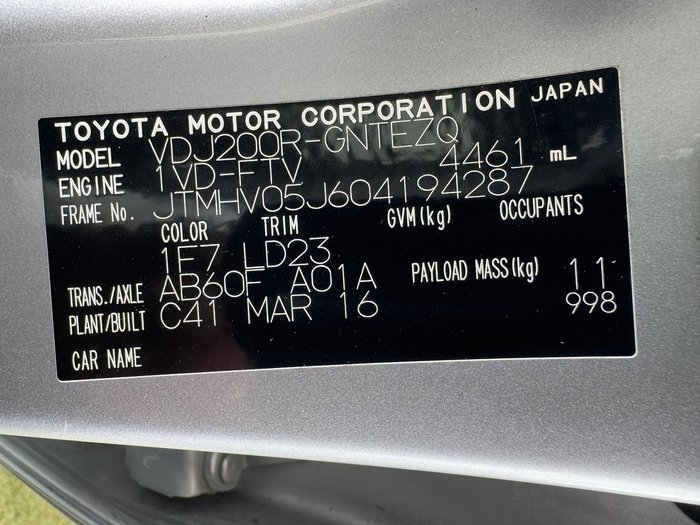 TOYOTA MOTOR CORPORATION JAPAN
MODEL VDJ200R-GNTEZQ
ENGINE 1VD-FTV 4461 mL
FRAME No. JTMHV05J604194287
COLOR TRIM GVM(kg) OCCUPANTS
1F7 LD23
TRANS./AXLE AB60F A01A PAYLOAD MASS(kg) 11
PLANT/BUILT C41 MAR 16 998
CAR NAME